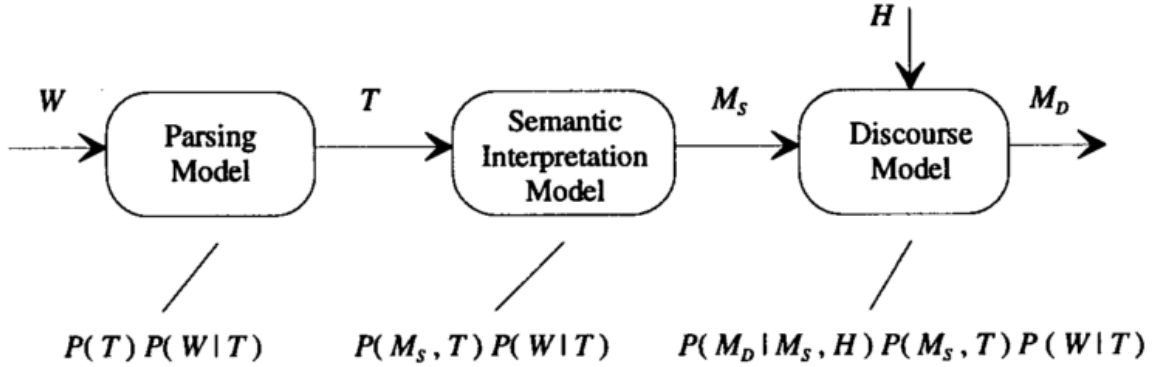 H
W
T
M_S
M_D
Parsing
Model
Semantic
Interpretation
Model
Discourse
Model
P(T) P(W | T)
P(M_S, T) P(W | T)
P(M_D | M_S, H) P(M_S, T) P(W | T)